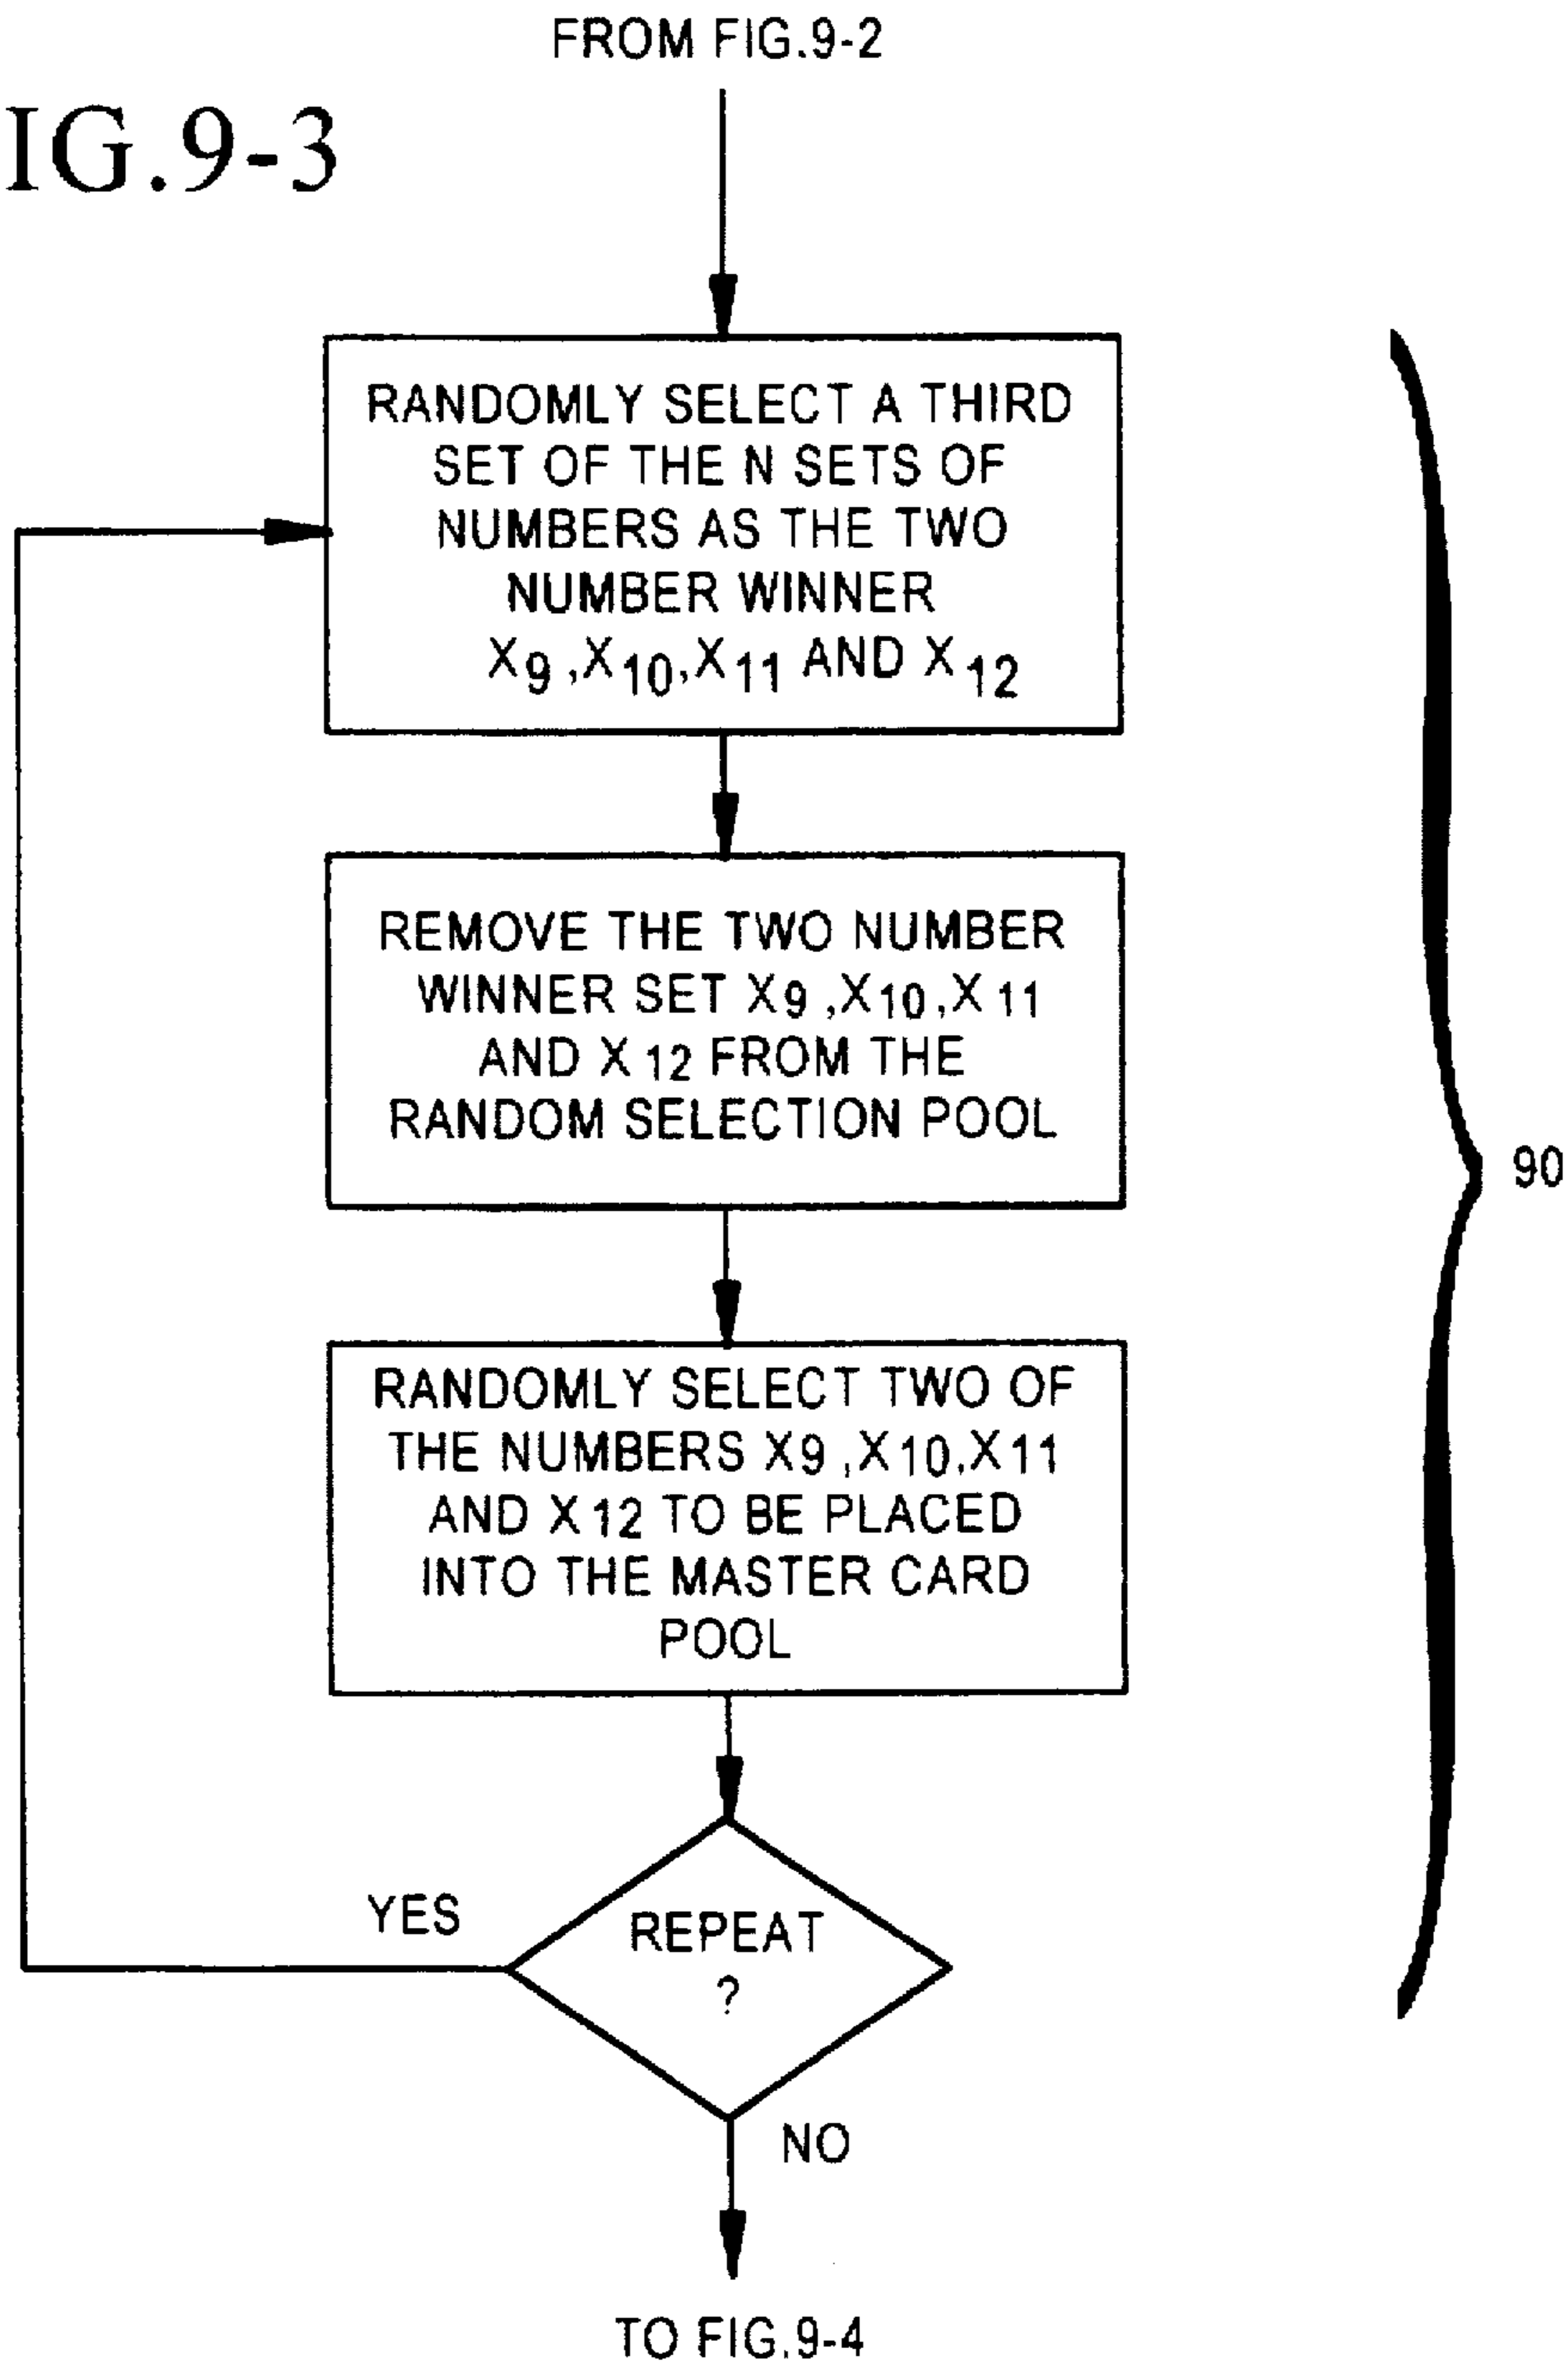 FROM FIG.9-2
IG.9-3
RANDOMLY SELECT A THIRD
SET OF THE N SETS OF
NUMBERS AS THE TWO
NUMBER WINNER
X9,X10,X11 AND X12
REMOVE THE TWO NUMBER
WINNER SET X9,X10,X11
AND X12 FROM THE
RANDOM SELECTION POOL
90
RANDOMLY SELECT TWO OF
THE NUMBERS X9,X10,X11
AND X12 TO BE PLACED
INTO THE MASTER CARD
POOL
YES
REPEAT
?
NO
TO FIG.9-4